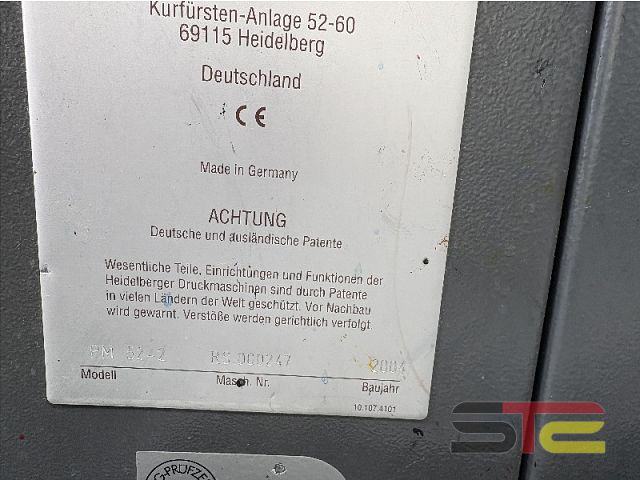 Kurfürsten-Anlage 52-60
69115 Heidelberg
Deutschland
CE
Made in Germany
ACHTUNG
Deutsche und ausländische Patente
Wesentliche Teile, Einrichtungen und Funktionen der
Heidelberger Druckmaschinen sind durch Patente
in vielen Ländern der Welt geschützt. Vor Nachbau
wird gewarnt. Verstöße werden gerichtlich verfolgt.
PM 52-2 RS 000247 2004
Modell Masch. Nr. Baujahr
10.107.4101
STC